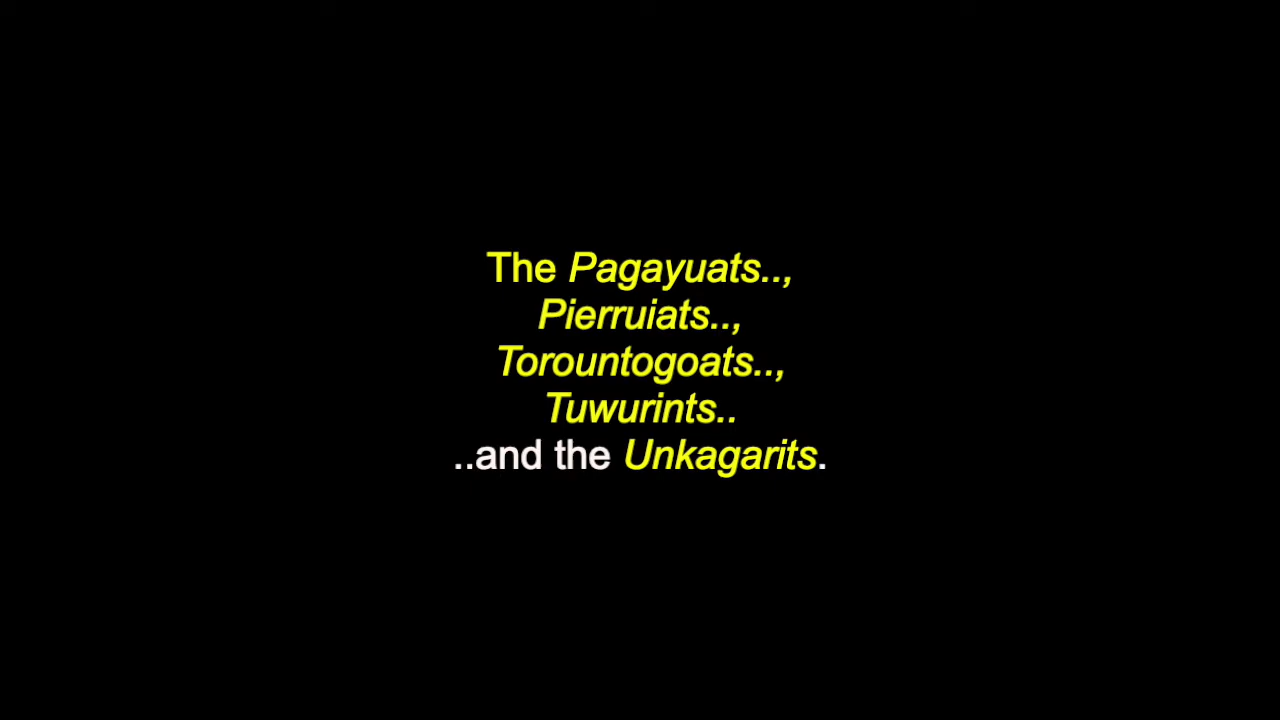 The Pagayuats..,
Pierruiats..,
Torountogoats..,
Tuwurints..
..and the Unkagarits.